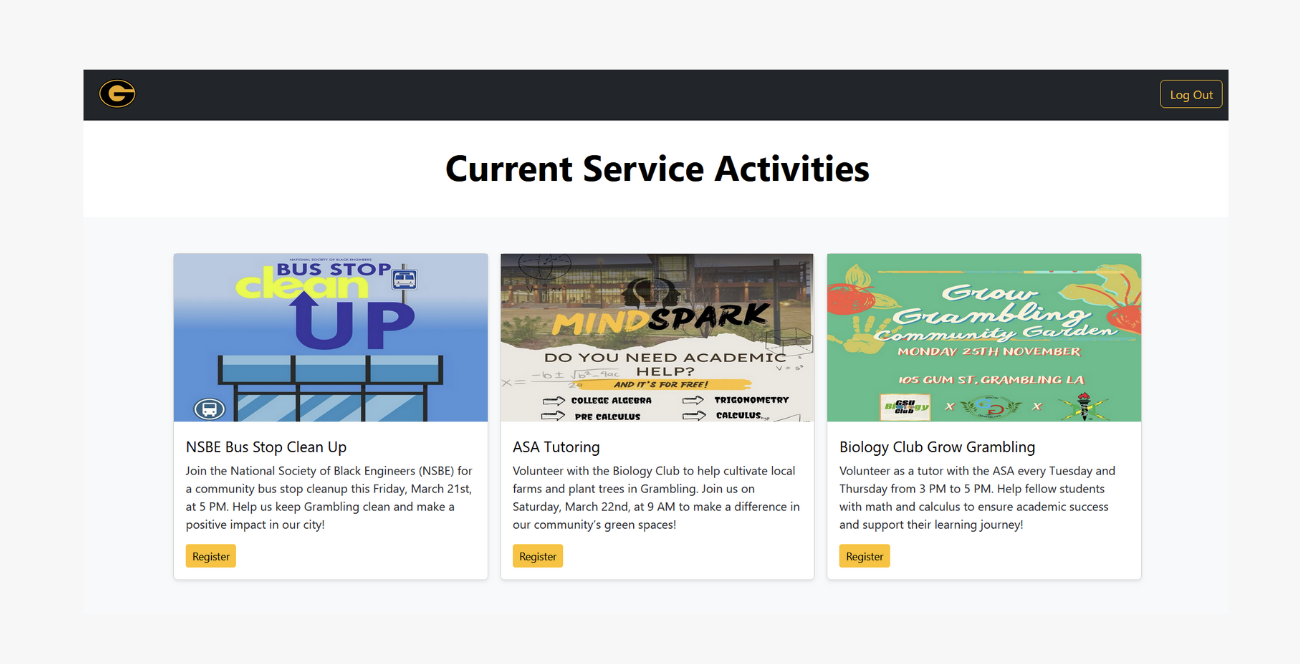 G
Log Out
Current Service Activities
NATIONAL SOCIETY OF BLACK ENGINEERS
BUS STOP
clean
UP
NSBE Bus Stop Clean Up
Join the National Society of Black Engineers (NSBE) for
a community bus stop cleanup this Friday, March 21st,
at 5 PM. Help us keep Grambling clean and make a
positive impact in our city!
Register
MINDSPARK
DO YOU NEED ACADEMIC
HELP?
AND IT'S FOR FREE!
COLLEGE ALGEBRA
TRIGONOMETRY
PRE CALCULUS
CALCULUS
ASA Tutoring
Volunteer with the Biology Club to help cultivate local
farms and plant trees in Grambling. Join us on
Saturday, March 22nd, at 9 AM to make a difference in
our community's green spaces!
Register
Grow
Grambling
Community Garden
MONDAY 25TH NOVEMBER
105 GUM ST, GRAMBLING LA
GSU
Biology
Club
X
X
Biology Club Grow Grambling
Volunteer as a tutor with the ASA every Tuesday and
Thursday from 3 PM to 5 PM. Help fellow students
with math and calculus to ensure academic success
and support their learning journey!
Register